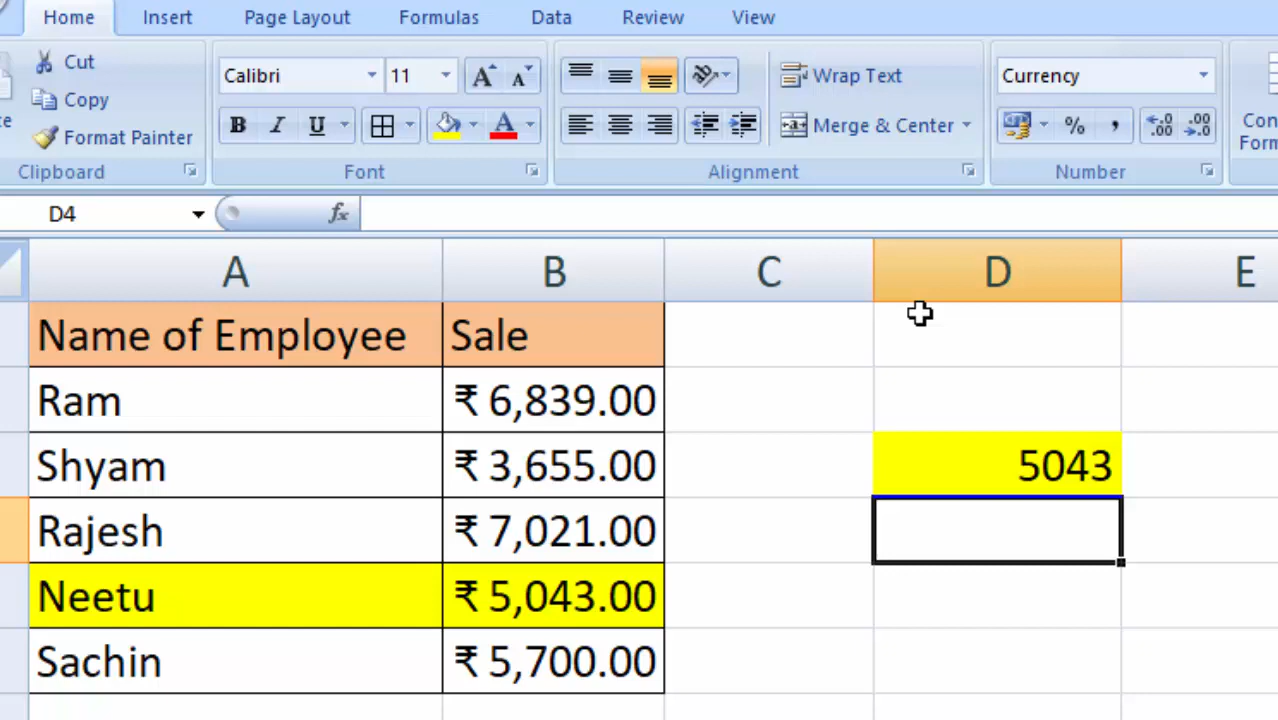 Home Insert Page Layout Formulas Data Review View
Cut Calibri 11 A A Wrap Text Currency
Copy
Format Painter B I U A Merge & Center % , .00 .00
Clipboard Font Alignment Number
D4 fx
A B C D E
Name of Employee Sale
Ram ₹ 6,839.00
Shyam ₹ 3,655.00 5043
Rajesh ₹ 7,021.00
Neetu ₹ 5,043.00
Sachin ₹ 5,700.00